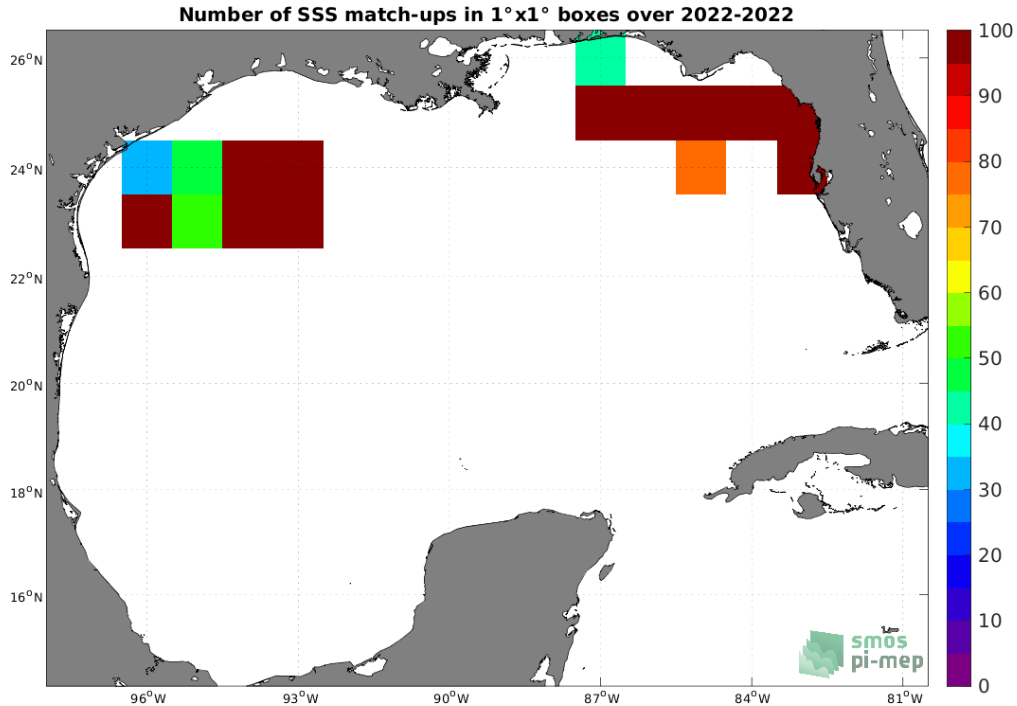 Number of SSS match-ups in 1°x1° boxes over 2022-2022
26°N
24°N
22°N
20°N
18°N
16°N
96°W
93°W
90°W
87°W
84°W
81°W
100
90
80
70
60
50
40
30
20
10
0
smos
pi-mep